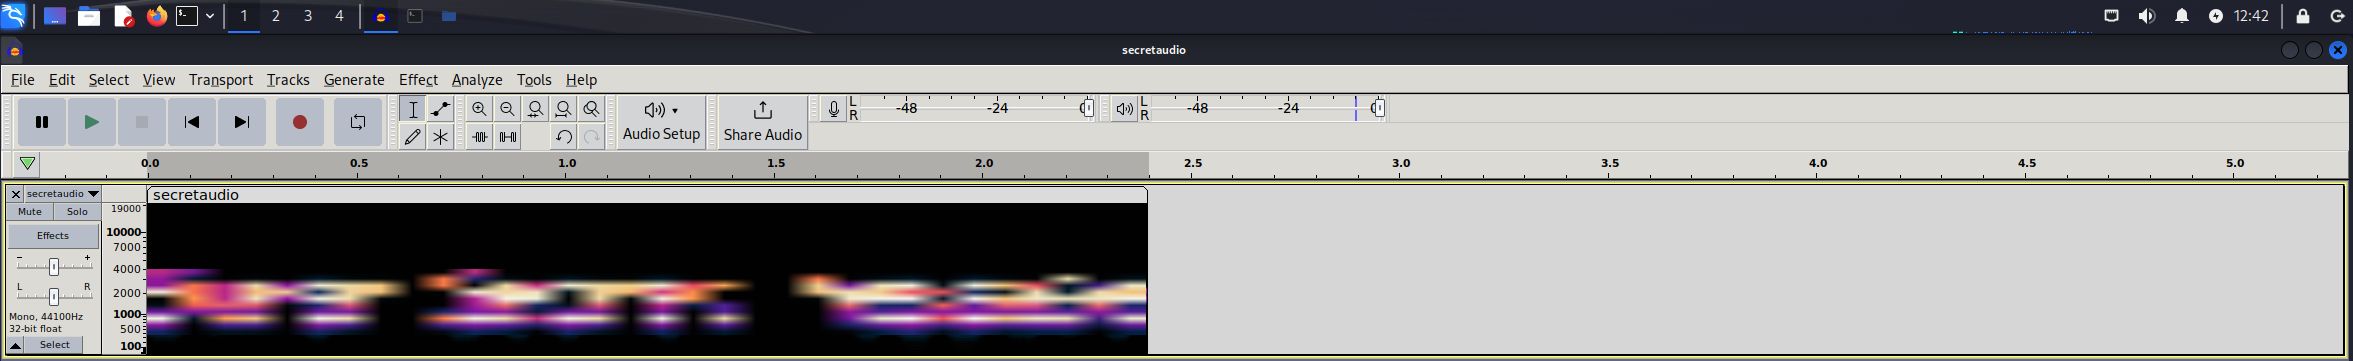 1 2 3 4 12:42
secretaudio
File Edit Select View Transport Tracks Generate Effect Analyze Tools Help
L R -48 -24 0 L R -48 -24 0
Audio Setup Share Audio
0.0 0.5 1.0 1.5 2.0 2.5 3.0 3.5 4.0 4.5 5.0
secretaudio secretaudio
Mute Solo 19000
Effects 10000
7000
- + 4000
L R 2000
Mono, 44100Hz 1000
32-bit float 500
Select 100